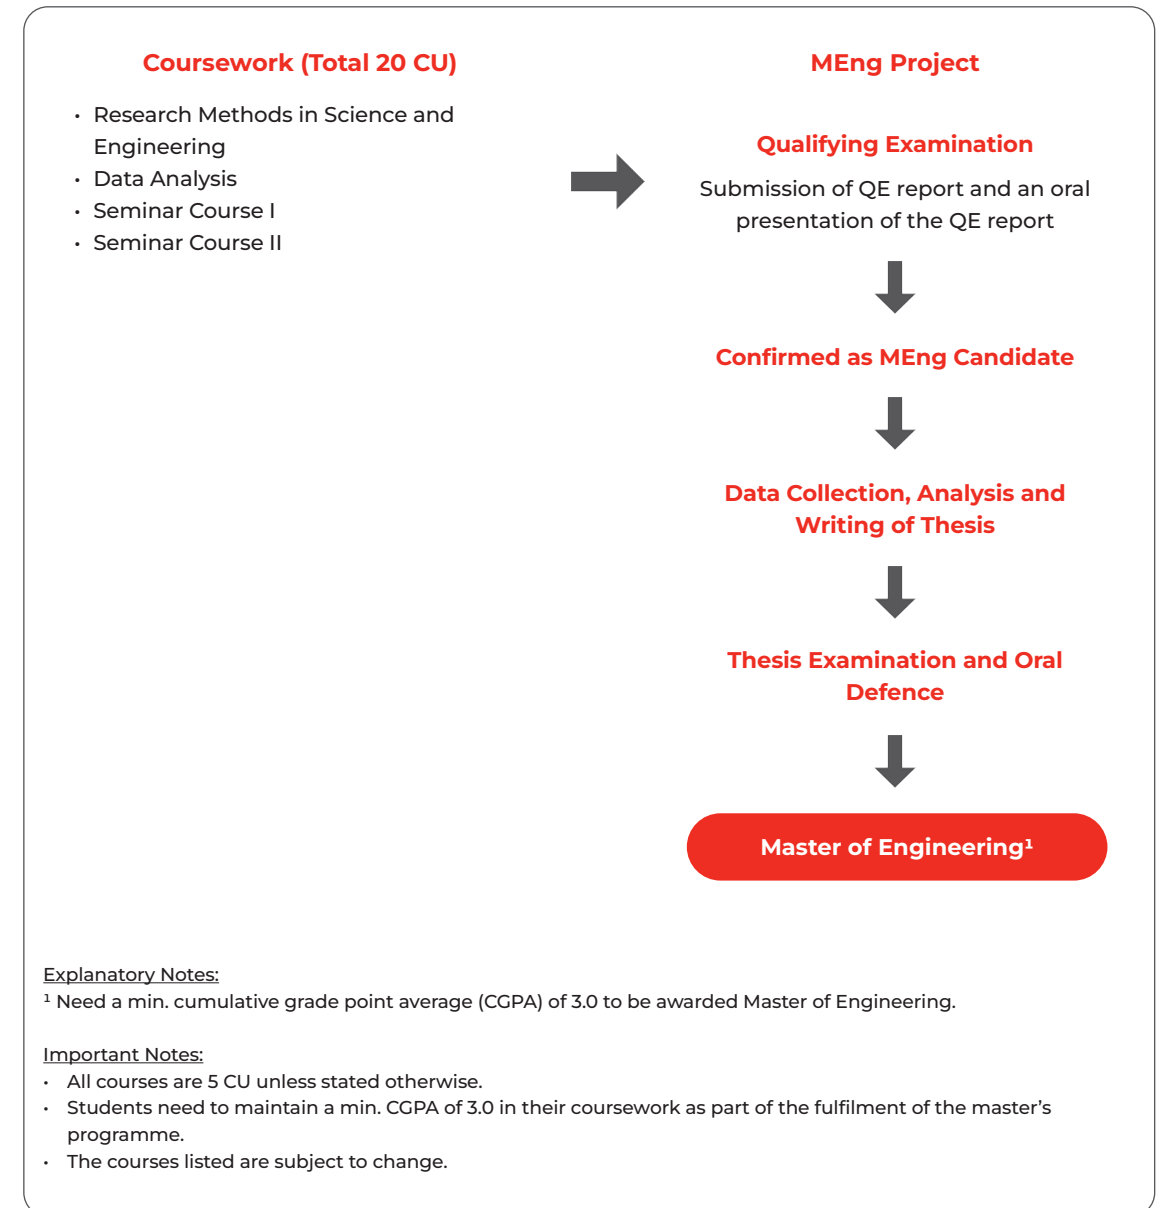 Coursework (Total 20 CU)
• Research Methods in Science and
Engineering
• Data Analysis
• Seminar Course I
• Seminar Course II
MEng Project
Qualifying Examination
Submission of QE report and an oral
presentation of the QE report
Confirmed as MEng Candidate
Data Collection, Analysis and
Writing of Thesis
Thesis Examination and Oral
Defence
Master of Engineering¹
Explanatory Notes:
¹ Need a min. cumulative grade point average (CGPA) of 3.0 to be awarded Master of Engineering.
Important Notes:
• All courses are 5 CU unless stated otherwise.
• Students need to maintain a min. CGPA of 3.0 in their coursework as part of the fulfilment of the master’s
programme.
• The courses listed are subject to change.